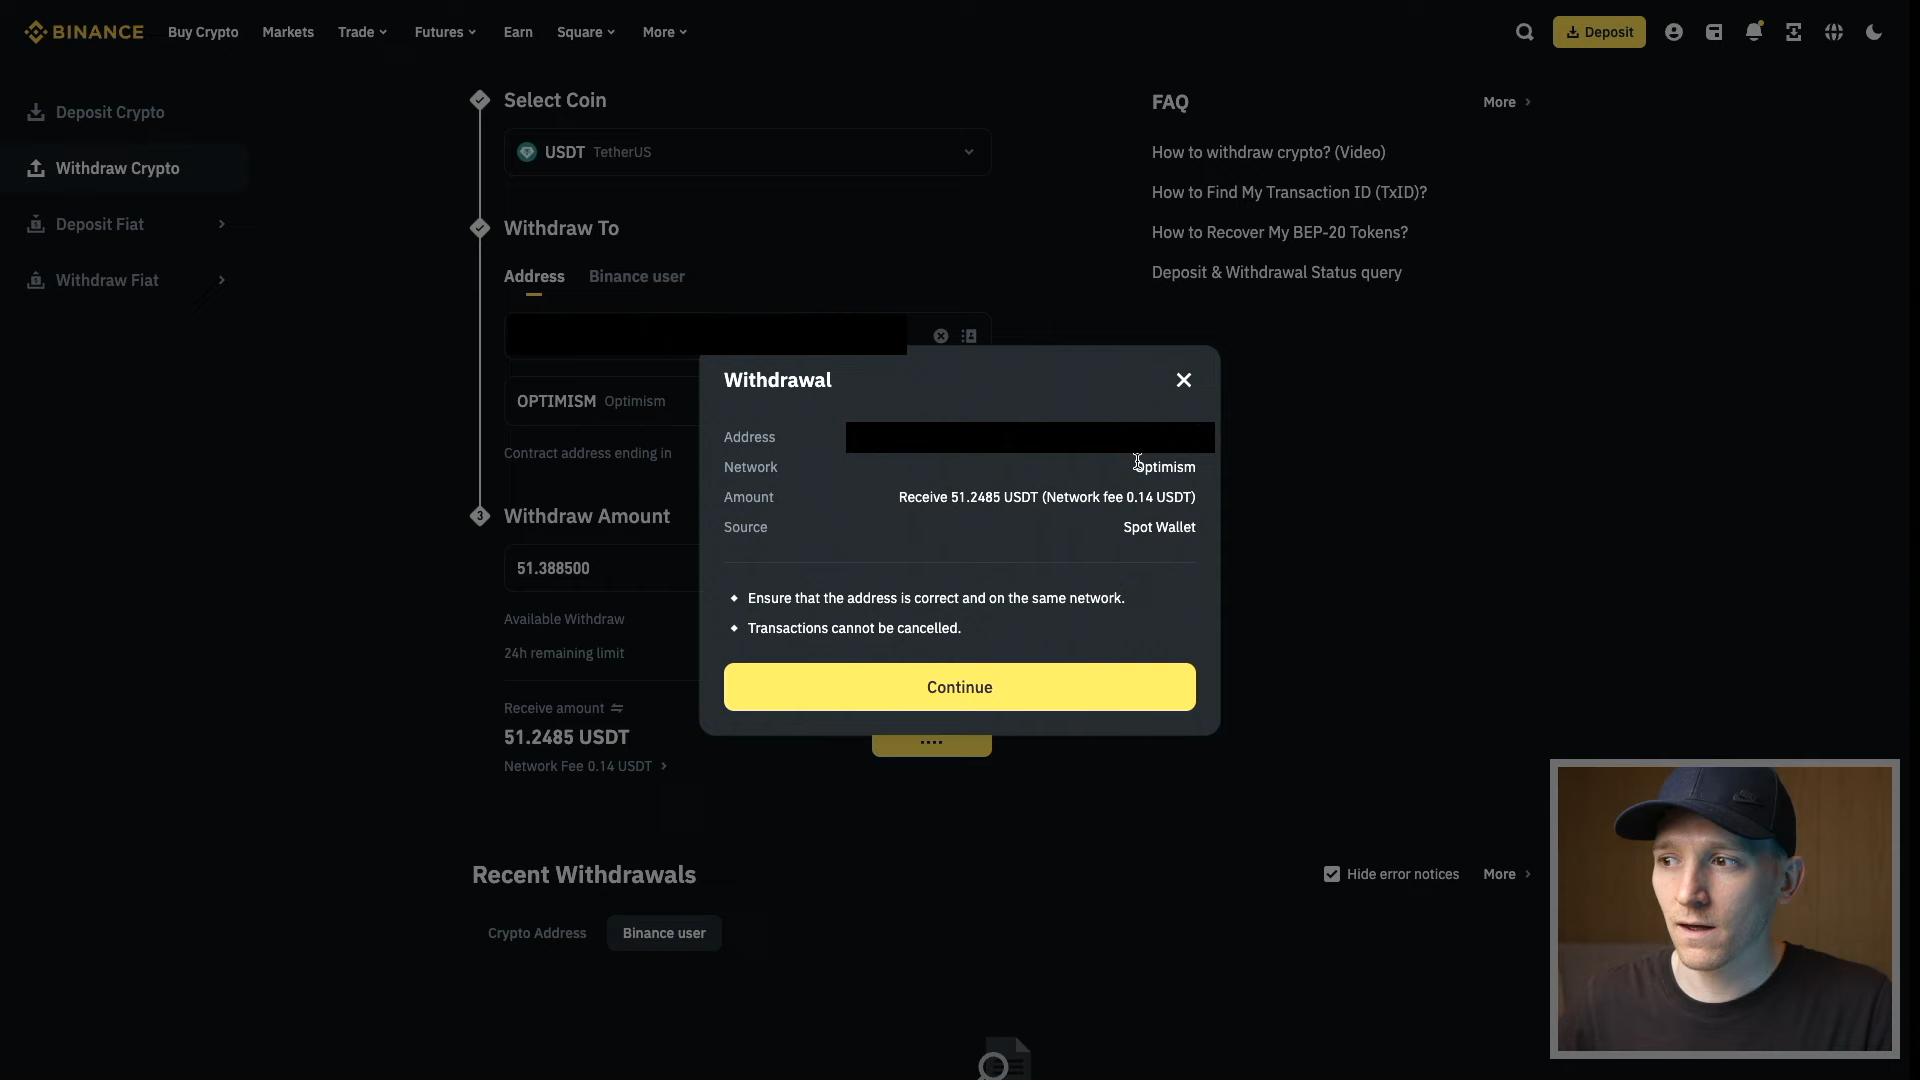 BINANCE Buy Crypto Markets Trade Futures Earn Square More Deposit
Deposit Crypto
Withdraw Crypto
Deposit Fiat
Withdraw Fiat
Select Coin
USDT TetherUS
Withdraw To
Address Binance user
OPTIMISM Optimism
Contract address ending in
3 Withdraw Amount
51.388500
Available Withdraw
24h remaining limit
Receive amount
51.2485 USDT
Network Fee 0.14 USDT
FAQ More
How to withdraw crypto? (Video)
How to Find My Transaction ID (TxID)?
How to Recover My BEP-20 Tokens?
Deposit & Withdrawal Status query
Withdrawal
Address
Network Optimism
Amount Receive 51.2485 USDT (Network fee 0.14 USDT)
Source Spot Wallet
Ensure that the address is correct and on the same network.
Transactions cannot be cancelled.
Continue
Recent Withdrawals
Hide error notices More
Crypto Address Binance user